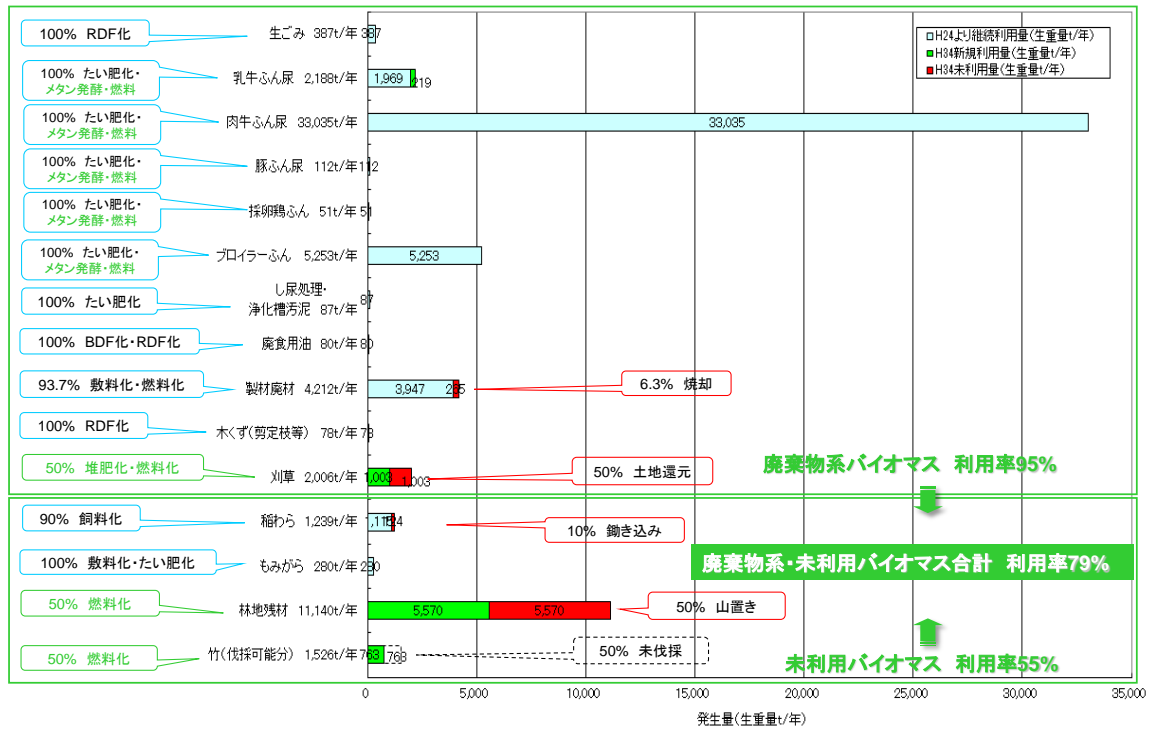 100% RDF化
生ごみ 387t/年
387
H24より継続利用量(生重量t/年)
H34新規利用量(生重量t/年)
H34未利用量(生重量t/年)
100% たい肥化・
メタン発酵・燃料
乳牛ふん尿 2,188t/年
1,969
219
100% たい肥化・
メタン発酵・燃料
肉牛ふん尿 33,035t/年
33,035
100% たい肥化・
メタン発酵・燃料
豚ふん尿 112t/年
112
100% たい肥化・
メタン発酵・燃料
採卵鶏ふん 51t/年
51
100% たい肥化・
メタン発酵・燃料
ブロイラーふん 5,253t/年
5,253
100% たい肥化
し尿処理・
浄化槽汚泥 87t/年
87
100% BDF化・RDF化
廃食用油 80t/年
80
93.7% 敷料化・燃料化
製材廃材 4,212t/年
3,947
265
6.3% 焼却
100% RDF化
木くず(剪定枝等) 78t/年
78
50% 堆肥化・燃料化
刈草 2,006t/年
1,003
1,003
50% 土地還元
廃棄物系バイオマス 利用率95%
90% 飼料化
稲わら 1,239t/年
1,115
124
10% 鋤き込み
100% 敷料化・たい肥化
もみがら 280t/年
280
廃棄物系・未利用バイオマス合計 利用率79%
50% 燃料化
林地残材 11,140t/年
5,570
5,570
50% 山置き
50% 燃料化
竹(伐採可能分) 1,526t/年
763
763
50% 未伐採
未利用バイオマス 利用率55%
0
5,000
10,000
15,000
20,000
25,000
30,000
35,000
発生量(生重量t/年)